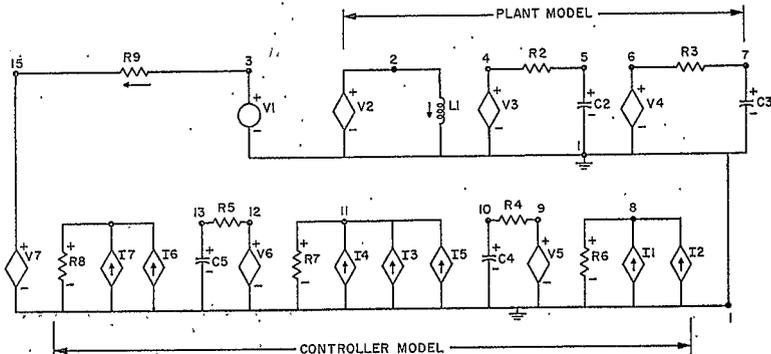 PLANT MODEL
15 R9 3 2 4 R2 5 6 R3 7
+ V1 - + V2 - L1 + V3 - + C2 - + V4 - + C3 -
1
13 R5 12 11 10 R4 9 8
+ V7 - + R8 - I7 I6 + C5 - + V6 - + R7 - I4 I3 I5 + C4 - + V5 - + R6 - I1 I2
1
CONTROLLER MODEL